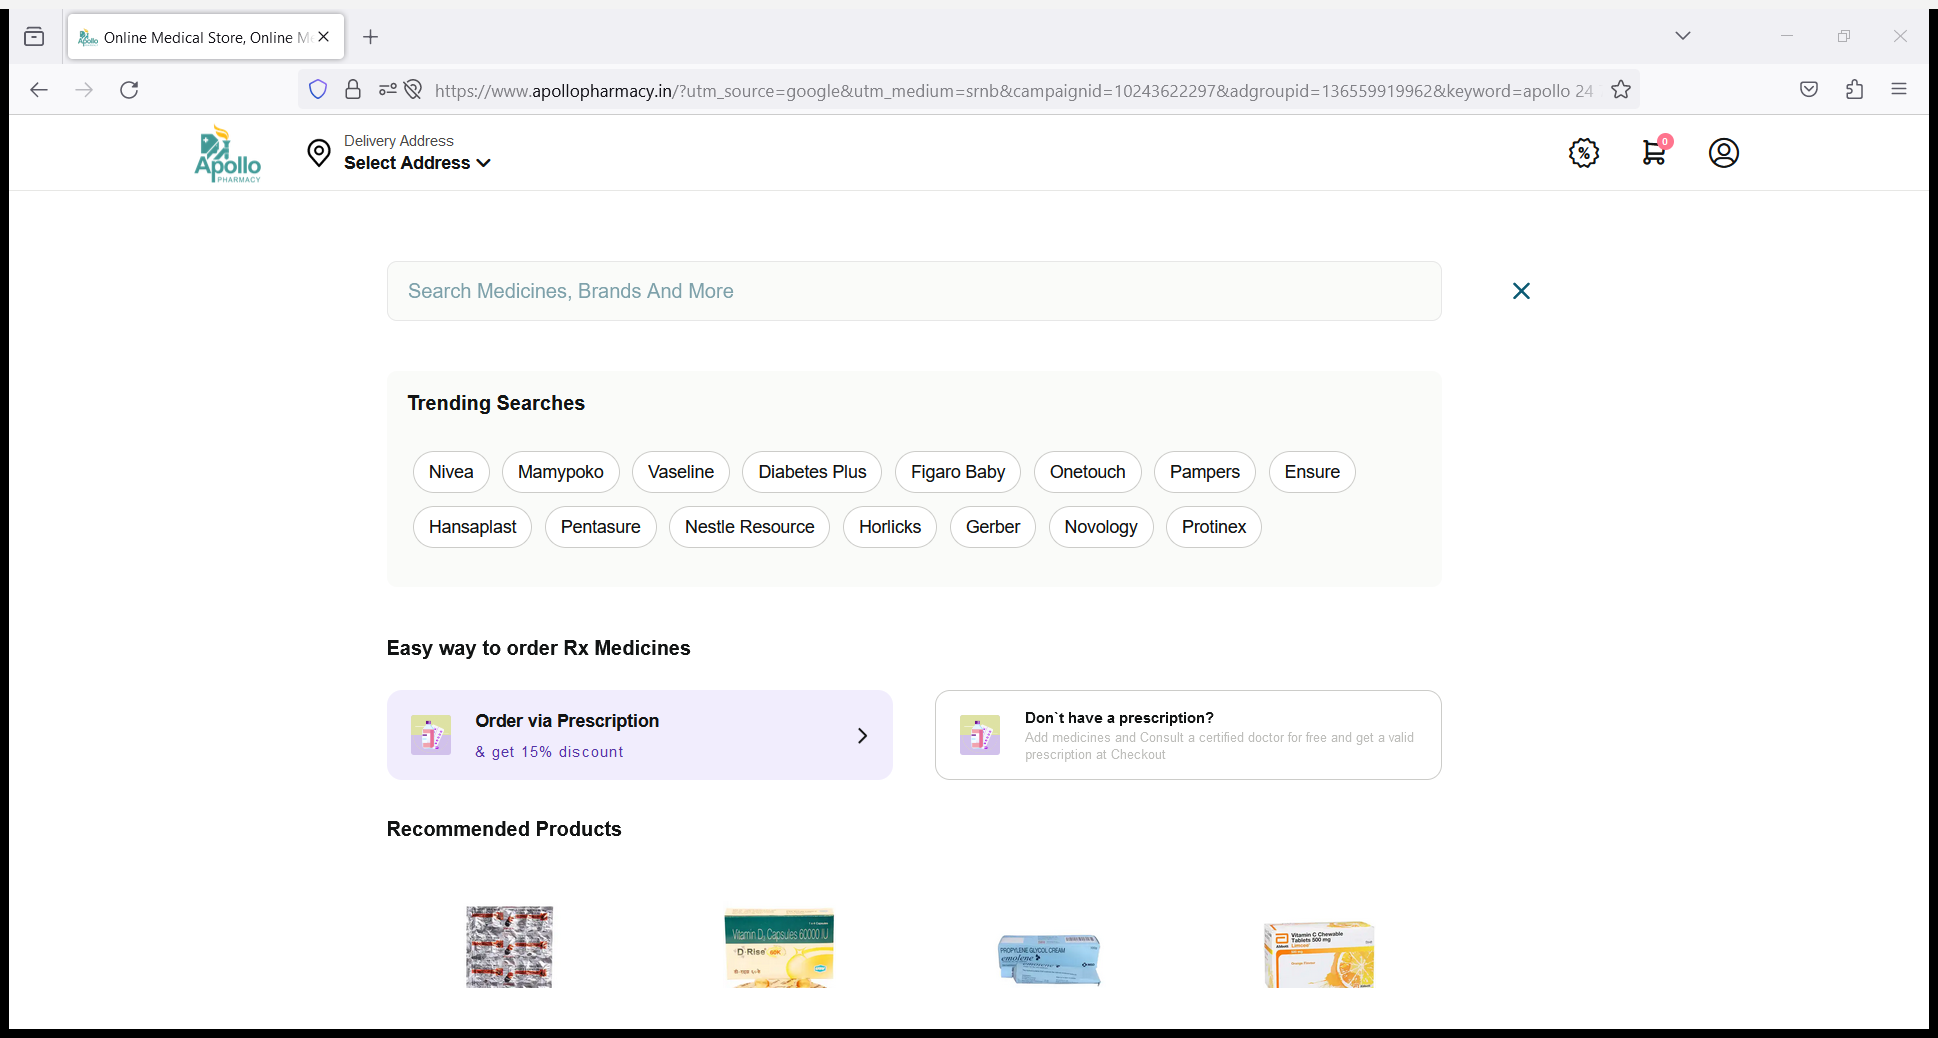 Online Medical Store, Online M
https://www.apollopharmacy.in/?utm_source=google&utm_medium=srnb&campaignid=10243622297&adgroupid=136559919962&keyword=apollo 24
Apollo
PHARMACY
Delivery Address
Select Address
%
0
Search Medicines, Brands And More
Trending Searches
Nivea Mamypoko Vaseline Diabetes Plus Figaro Baby Onetouch Pampers Ensure
Hansaplast Pentasure Nestle Resource Horlicks Gerber Novology Protinex
Easy way to order Rx Medicines
Order via Prescription
& get 15% discount
Don`t have a prescription?
Add medicines and Consult a certified doctor for free and get a valid
prescription at Checkout
Recommended Products
Vitamin D3 Capsules 60000 IU
D-Rise 60K
PROPYLENE GLYCOL CREAM
emolene
Vitamin C Chewable
Tablets 500 mg
Limcee